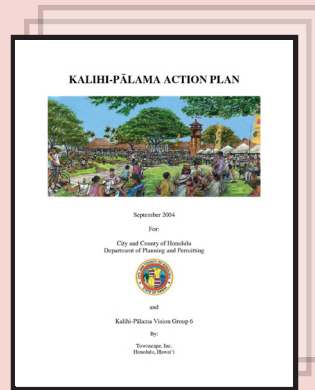 KALIHI-PĀLAMA ACTION PLAN
September 2004
For:
City and County of Honolulu
Department of Planning and Permitting
and
Kalihi-Pālama Vision Group 6
By:
Townscape, Inc.
Honolulu, Hawai'i